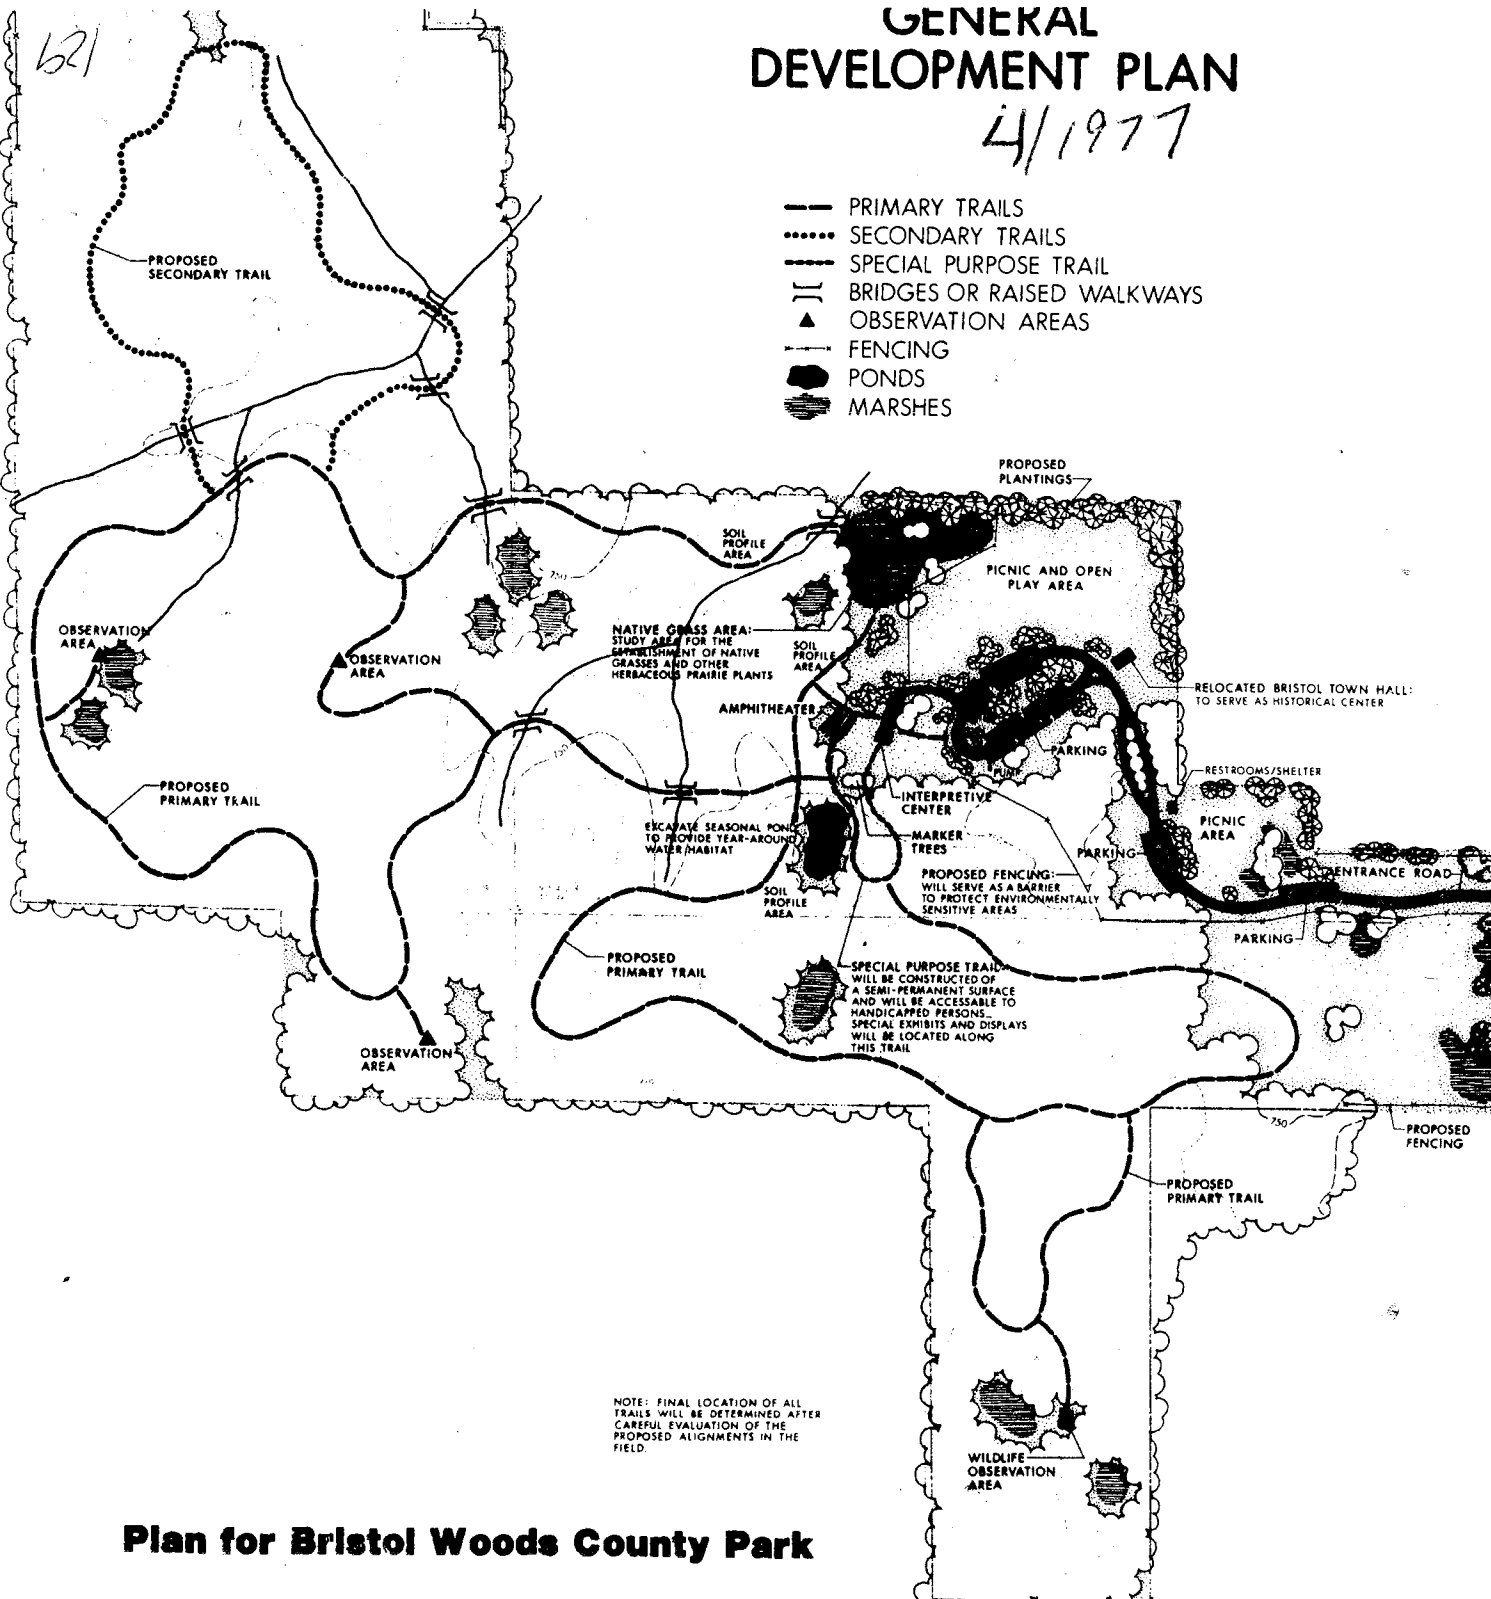 621
GENERAL
DEVELOPMENT PLAN
4/1977
PRIMARY TRAILS
SECONDARY TRAILS
SPECIAL PURPOSE TRAIL
BRIDGES OR RAISED WALKWAYS
OBSERVATION AREAS
FENCING
PONDS
MARSHES
PROPOSED
SECONDARY TRAIL
PROPOSED
PLANTINGS
SOIL
PROFILE
AREA
PICNIC AND OPEN
PLAY AREA
750
OBSERVATION
AREA
OBSERVATION
AREA
NATIVE GRASS AREA:
STUDY AREA FOR THE
ESTABLISHMENT OF NATIVE
GRASSES AND OTHER
HERBACEOUS PRAIRIE PLANTS
SOIL
PROFILE
AREA
RELOCATED BRISTOL TOWN HALL:
TO SERVE AS HISTORICAL CENTER
AMPHITHEATER
PARKING
PUMP
750
RESTROOMS/SHELTER
PROPOSED
PRIMARY TRAIL
INTERPRETIVE
CENTER
PICNIC
AREA
EXCAVATE SEASONAL POND
TO PROVIDE YEAR-AROUND
WATER HABITAT
MARKER
TREES
PARKING
PROPOSED FENCING:
WILL SERVE AS A BARRIER
TO PROTECT ENVIRONMENTALLY
SENSITIVE AREAS
ENTRANCE ROAD
SOIL
PROFILE
AREA
PARKING
PROPOSED
PRIMARY TRAIL
SPECIAL PURPOSE TRAIL:
WILL BE CONSTRUCTED OF
A SEMI-PERMANENT SURFACE
AND WILL BE ACCESSABLE TO
HANDICAPPED PERSONS_
SPECIAL EXHIBITS AND DISPLAYS
WILL BE LOCATED ALONG
THIS TRAIL
OBSERVATION
AREA
750
PROPOSED
FENCING
PROPOSED
PRIMARY TRAIL
NOTE: FINAL LOCATION OF ALL
TRAILS WILL BE DETERMINED AFTER
CAREFUL EVALUATION OF THE
PROPOSED ALIGNMENTS IN THE
FIELD.
WILDLIFE
OBSERVATION
AREA
Plan for Bristol Woods County Park